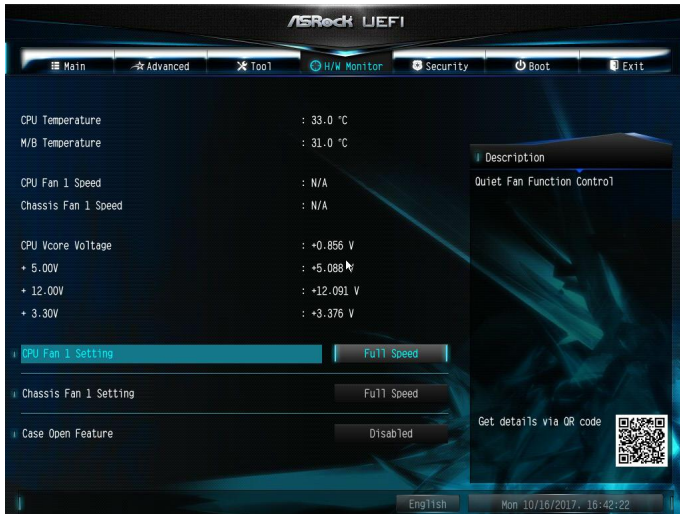 ASRock UEFI
Main Advanced Tool H/W Monitor Security Boot Exit
CPU Temperature : 33.0 °C
M/B Temperature : 31.0 °C
Description
Quiet Fan Function Control
CPU Fan 1 Speed : N/A
Chassis Fan 1 Speed : N/A
CPU Vcore Voltage : +0.856 V
+ 5.00V : +5.088 V
+ 12.00V : +12.091 V
+ 3.30V : +3.376 V
CPU Fan 1 Setting Full Speed
Chassis Fan 1 Setting Full Speed
Case Open Feature Disabled
Get details via QR code
English Mon 10/16/2017. 16:42:22